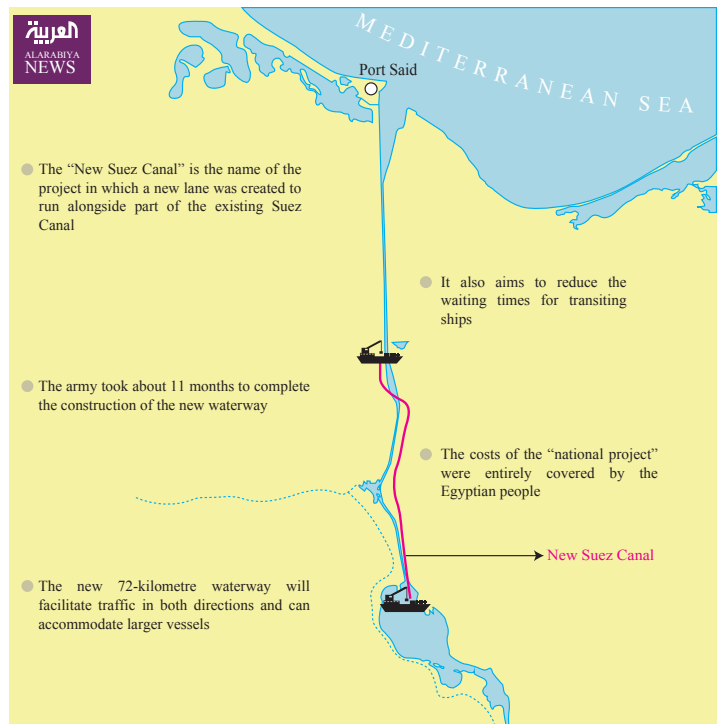 العربية
ALARABIYA
NEWS
MEDITERRANEAN SEA
Port Said
The “New Suez Canal” is the name of the
project in which a new lane was created to
run alongside part of the existing Suez
Canal
It also aims to reduce the
waiting times for transiting
ships
The army took about 11 months to complete
the construction of the new waterway
The costs of the “national project”
were entirely covered by the
Egyptian people
New Suez Canal
The new 72-kilometre waterway will
facilitate traffic in both directions and can
accommodate larger vessels